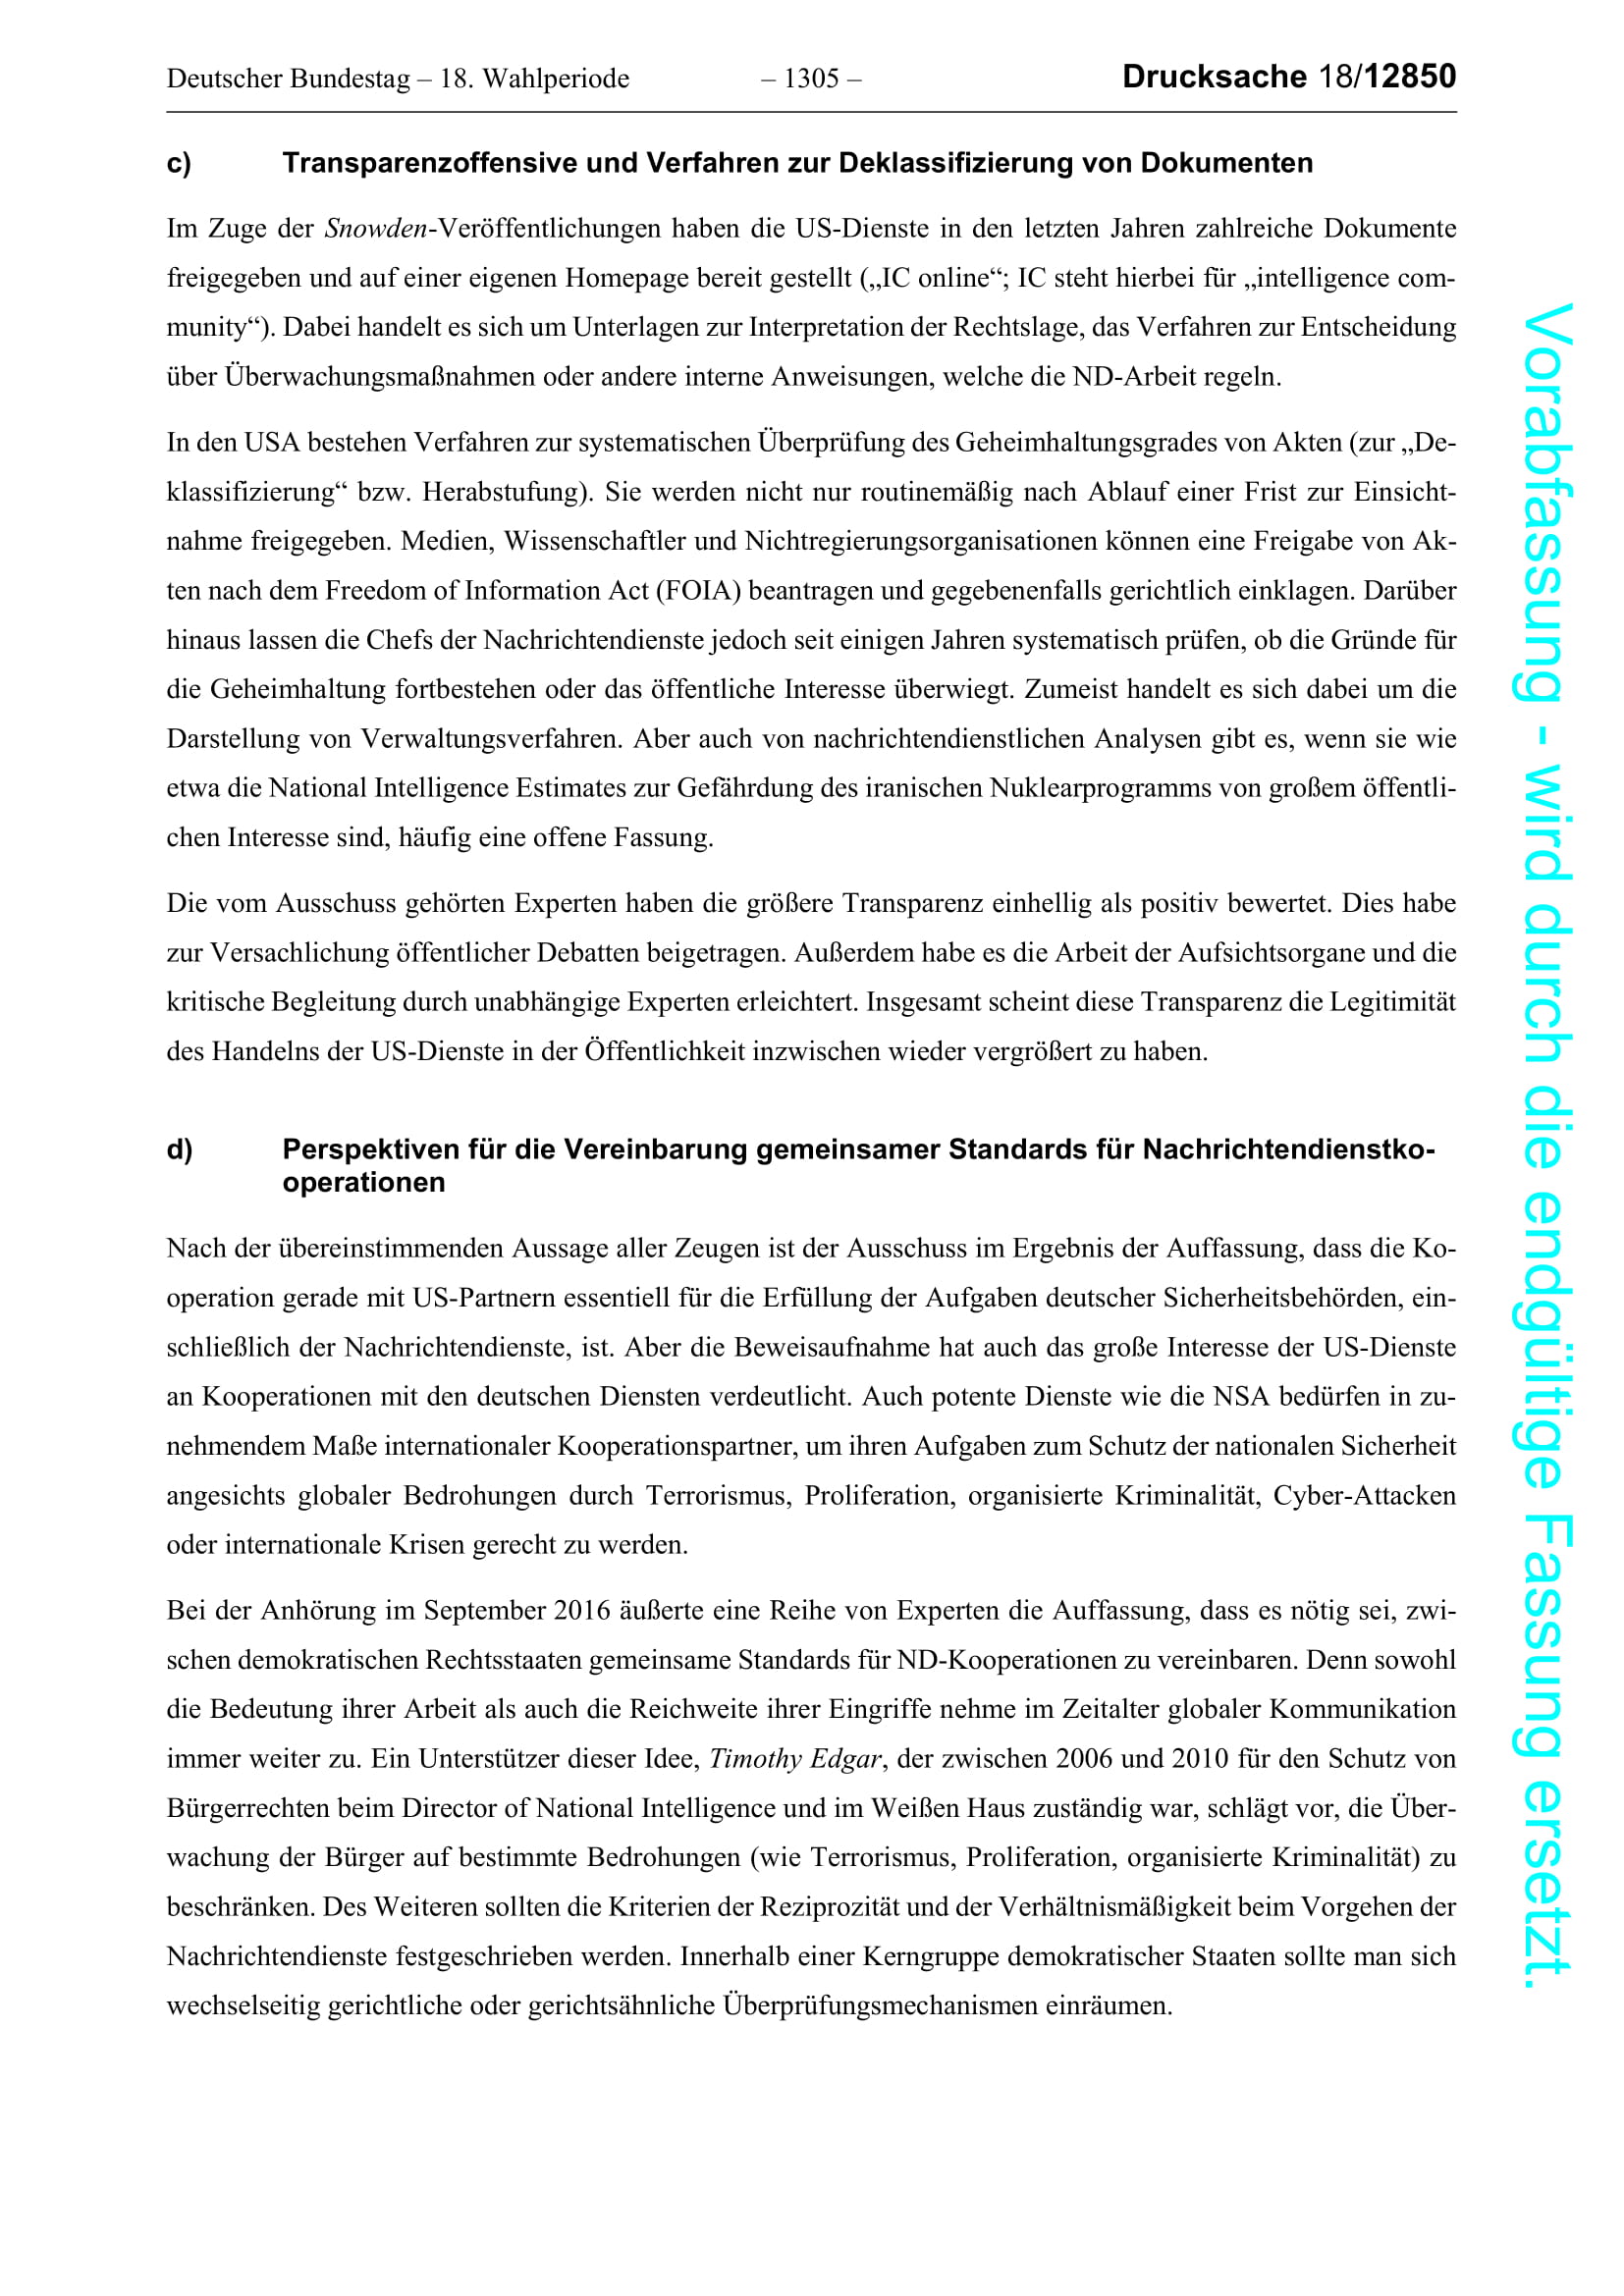 Deutscher Bundestag – 18. Wahlperiode – 1305 – Drucksache 18/12850
c) Transparenzoffensive und Verfahren zur Deklassifizierung von Dokumenten
Im Zuge der Snowden-Veröffentlichungen haben die US-Dienste in den letzten Jahren zahlreiche Dokumente
freigegeben und auf einer eigenen Homepage bereit gestellt („IC online“; IC steht hierbei für „intelligence com-
munity“). Dabei handelt es sich um Unterlagen zur Interpretation der Rechtslage, das Verfahren zur Entscheidung
über Überwachungsmaßnahmen oder andere interne Anweisungen, welche die ND-Arbeit regeln.
In den USA bestehen Verfahren zur systematischen Überprüfung des Geheimhaltungsgrades von Akten (zur „De-
klassifizierung“ bzw. Herabstufung). Sie werden nicht nur routinemäßig nach Ablauf einer Frist zur Einsicht-
nahme freigegeben. Medien, Wissenschaftler und Nichtregierungsorganisationen können eine Freigabe von Ak-
ten nach dem Freedom of Information Act (FOIA) beantragen und gegebenenfalls gerichtlich einklagen. Darüber
hinaus lassen die Chefs der Nachrichtendienste jedoch seit einigen Jahren systematisch prüfen, ob die Gründe für
die Geheimhaltung fortbestehen oder das öffentliche Interesse überwiegt. Zumeist handelt es sich dabei um die
Darstellung von Verwaltungsverfahren. Aber auch von nachrichtendienstlichen Analysen gibt es, wenn sie wie
etwa die National Intelligence Estimates zur Gefährdung des iranischen Nuklearprogramms von großem öffentli-
chen Interesse sind, häufig eine offene Fassung.
Die vom Ausschuss gehörten Experten haben die größere Transparenz einhellig als positiv bewertet. Dies habe
zur Versachlichung öffentlicher Debatten beigetragen. Außerdem habe es die Arbeit der Aufsichtsorgane und die
kritische Begleitung durch unabhängige Experten erleichtert. Insgesamt scheint diese Transparenz die Legitimität
des Handelns der US-Dienste in der Öffentlichkeit inzwischen wieder vergrößert zu haben.
d) Perspektiven für die Vereinbarung gemeinsamer Standards für Nachrichtendienstko-
operationen
Nach der übereinstimmenden Aussage aller Zeugen ist der Ausschuss im Ergebnis der Auffassung, dass die Ko-
operation gerade mit US-Partnern essentiell für die Erfüllung der Aufgaben deutscher Sicherheitsbehörden, ein-
schließlich der Nachrichtendienste, ist. Aber die Beweisaufnahme hat auch das große Interesse der US-Dienste
an Kooperationen mit den deutschen Diensten verdeutlicht. Auch potente Dienste wie die NSA bedürfen in zu-
nehmendem Maße internationaler Kooperationspartner, um ihren Aufgaben zum Schutz der nationalen Sicherheit
angesichts globaler Bedrohungen durch Terrorismus, Proliferation, organisierte Kriminalität, Cyber-Attacken
oder internationale Krisen gerecht zu werden.
Bei der Anhörung im September 2016 äußerte eine Reihe von Experten die Auffassung, dass es nötig sei, zwi-
schen demokratischen Rechtsstaaten gemeinsame Standards für ND-Kooperationen zu vereinbaren. Denn sowohl
die Bedeutung ihrer Arbeit als auch die Reichweite ihrer Eingriffe nehme im Zeitalter globaler Kommunikation
immer weiter zu. Ein Unterstützer dieser Idee, Timothy Edgar, der zwischen 2006 und 2010 für den Schutz von
Bürgerrechten beim Director of National Intelligence und im Weißen Haus zuständig war, schlägt vor, die Über-
wachung der Bürger auf bestimmte Bedrohungen (wie Terrorismus, Proliferation, organisierte Kriminalität) zu
beschränken. Des Weiteren sollten die Kriterien der Reziprozität und der Verhältnismäßigkeit beim Vorgehen der
Nachrichtendienste festgeschrieben werden. Innerhalb einer Kerngruppe demokratischer Staaten sollte man sich
wechselseitig gerichtliche oder gerichtsähnliche Überprüfungsmechanismen einräumen.
Vorabfassung - wird durch die endgültige Fassung ersetzt.